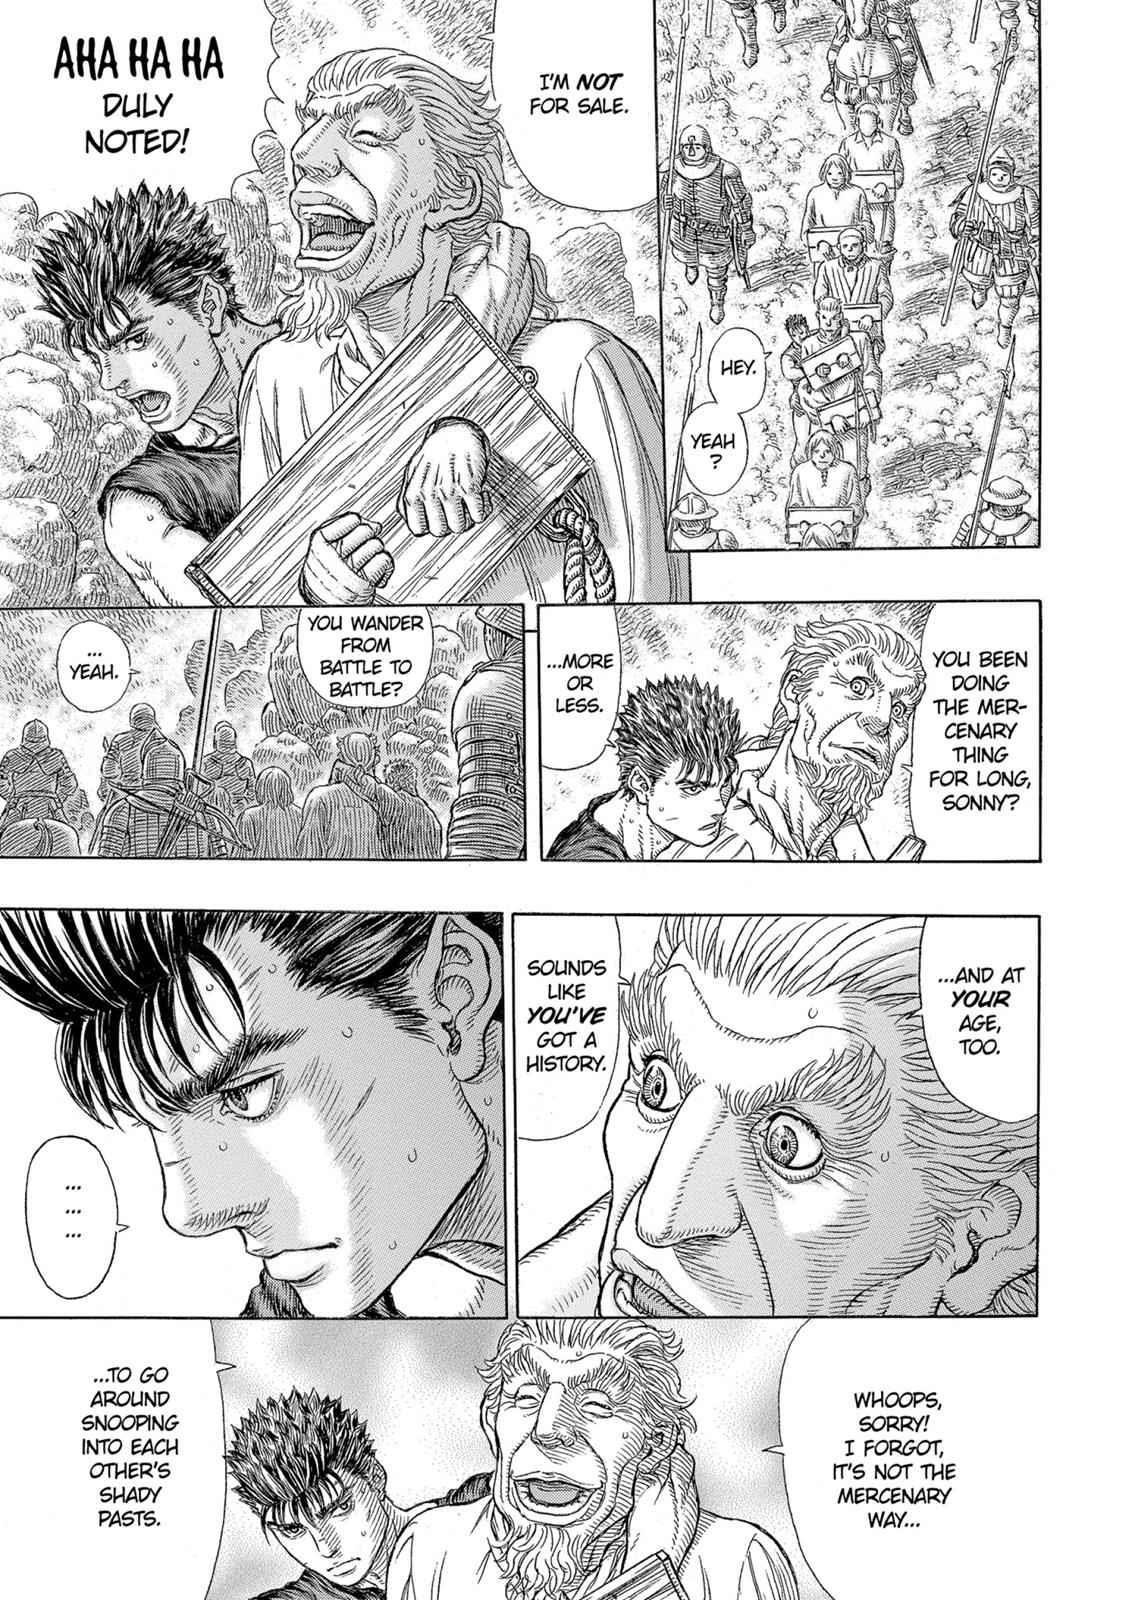 HEY.
YEAH
?
I'M NOT
FOR SALE.
AHA HA HA
DULY
NOTED!
YOU BEEN
DOING
THE MER-
CENARY
THING
FOR LONG,
SONNY?
...MORE
OR
LESS.
YOU WANDER
FROM
BATTLE TO
BATTLE?
...
YEAH.
...AND AT
YOUR
AGE,
TOO.
SOUNDS
LIKE
YOU'VE
GOT A
HISTORY.
...
...
...
WHOOPS,
SORRY!
I FORGOT,
IT'S NOT THE
MERCENARY
WAY...
...TO GO
AROUND
SNOOPING
INTO EACH
OTHER'S
SHADY
PASTS.